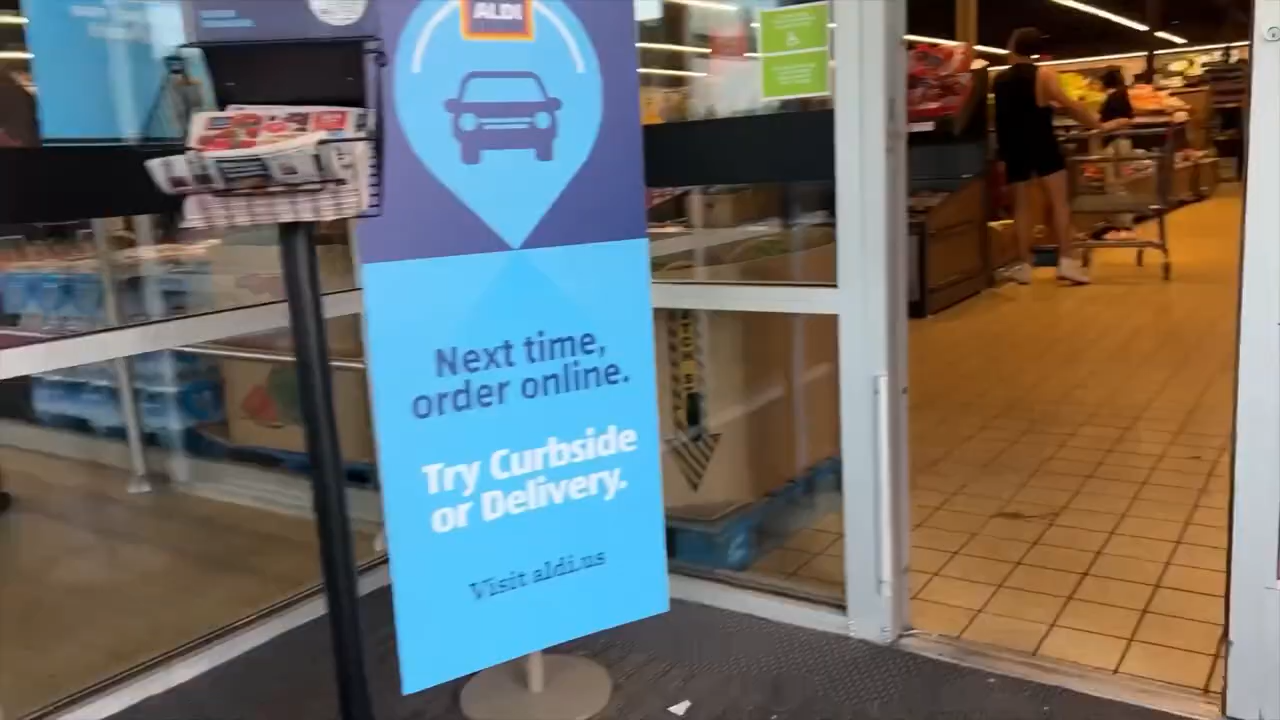 ALDI
Next time,
order online.
Try Curbside
or Delivery.
Visit aldi.us